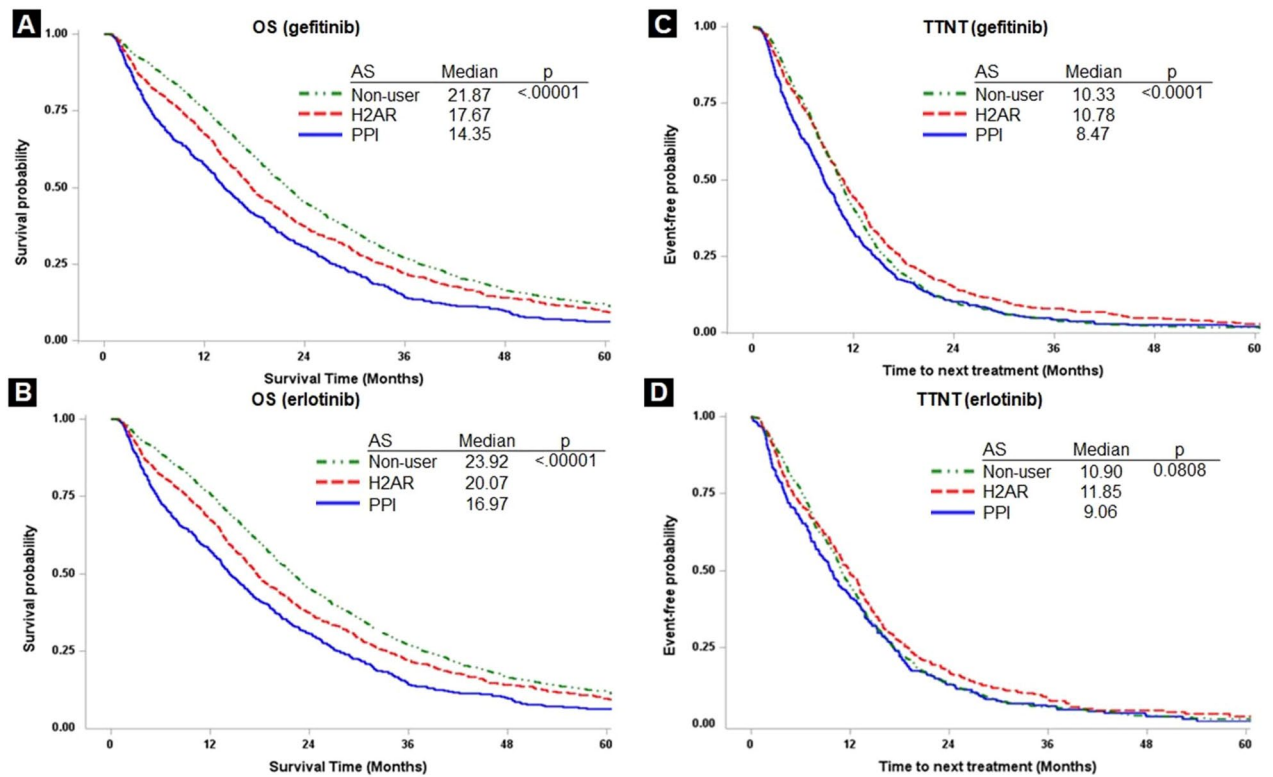 A
OS (gefitinib)
AS Median p
Non-user 21.87 <.00001
H2AR 17.67
PPI 14.35
Survival probability
1.00
0.75
0.50
0.25
0.00
0 12 24 36 48 60
Survival Time (Months)
C
TTNT (gefitinib)
AS Median p
Non-user 10.33 <0.0001
H2AR 10.78
PPI 8.47
Event-free probability
1.00
0.75
0.50
0.25
0.00
0 12 24 36 48 60
Time to next treatment (Months)
B
OS (erlotinib)
AS Median p
Non-user 23.92 <.00001
H2AR 20.07
PPI 16.97
Survival probability
1.00
0.75
0.50
0.25
0.00
0 12 24 36 48 60
Survival Time (Months)
D
TTNT (erlotinib)
AS Median p
Non-user 10.90 0.0808
H2AR 11.85
PPI 9.06
Event-free probability
1.00
0.75
0.50
0.25
0.00
0 12 24 36 48 60
Time to next treatment (Months)